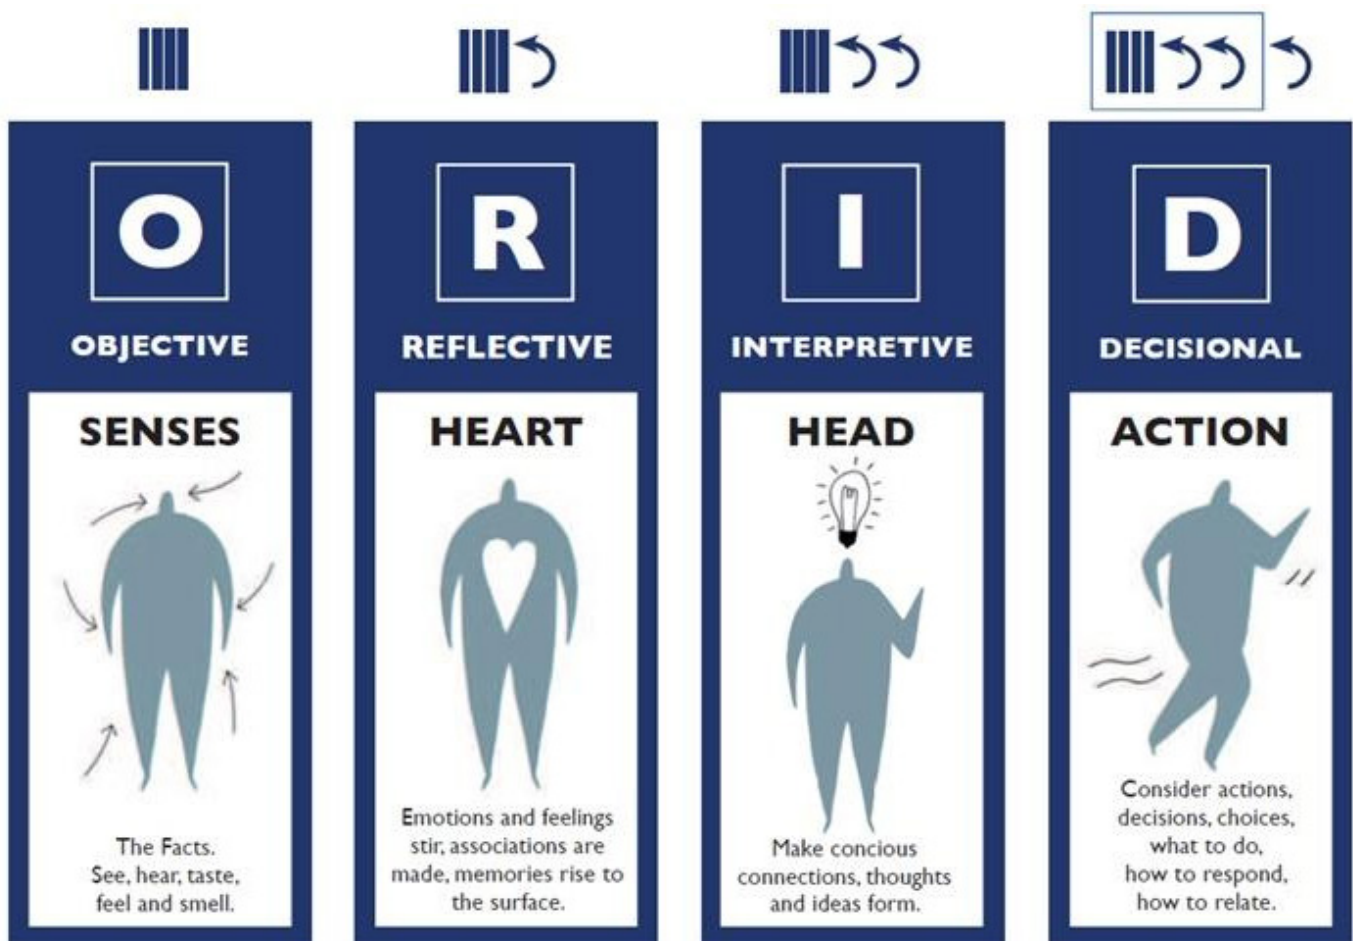 O
OBJECTIVE
SENSES
The Facts.
See, hear, taste,
feel and smell.
R
REFLECTIVE
HEART
Emotions and feelings
stir, associations are
made, memories rise to
the surface.
I
INTERPRETIVE
HEAD
Make concious
connections, thoughts
and ideas form.
D
DECISIONAL
ACTION
Consider actions,
decisions, choices,
what to do,
how to respond,
how to relate.